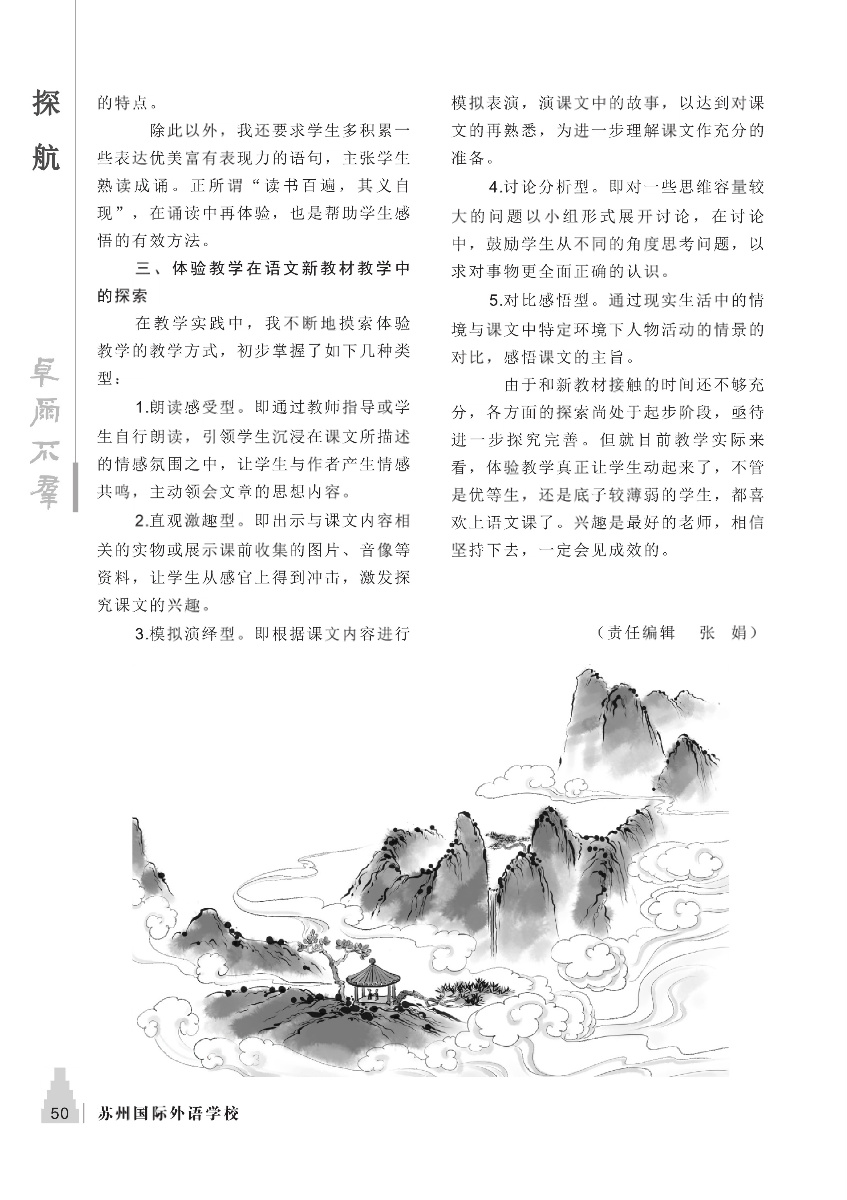 探
航
卓尔不群
的特点。
除此以外，我还要求学生多积累一
些表达优美富有表现力的语句，主张学生
熟读成诵。正所谓“读书百遍，其义自
现”，在诵读中再体验，也是帮助学生感
悟的有效方法。
三、体验教学在语文新教材教学中
的探索
在教学实践中，我不断地摸索体验
教学的教学方式，初步掌握了如下几种类
型：
1.朗读感受型。即通过教师指导或学
生自行朗读，引领学生沉浸在课文所描述
的情感氛围之中，让学生与作者产生情感
共鸣，主动领会文章的思想内容。
2.直观激趣型。即出示与课文内容相
关的实物或展示课前收集的图片、音像等
资料，让学生从感官上得到冲击，激发探
究课文的兴趣。
3.模拟演绎型。即根据课文内容进行
模拟表演，演课文中的故事，以达到对课
文的再熟悉，为进一步理解课文作充分的
准备。
4.讨论分析型。即对一些思维容量较
大的问题以小组形式展开讨论，在讨论
中，鼓励学生从不同的角度思考问题，以
求对事物更全面正确的认识。
5.对比感悟型。通过现实生活中的情
境与课文中特定环境下人物活动的情景的
对比，感悟课文的主旨。
由于和新教材接触的时间还不够充
分，各方面的探索尚处于起步阶段，亟待
进一步探究完善。但就目前教学实际来
看，体验教学真正让学生动起来了，不管
是优等生，还是底子较薄弱的学生，都喜
欢上语文课了。兴趣是最好的老师，相信
坚持下去，一定会见成效的。
（责任编辑 张 娟）
50 苏州国际外语学校